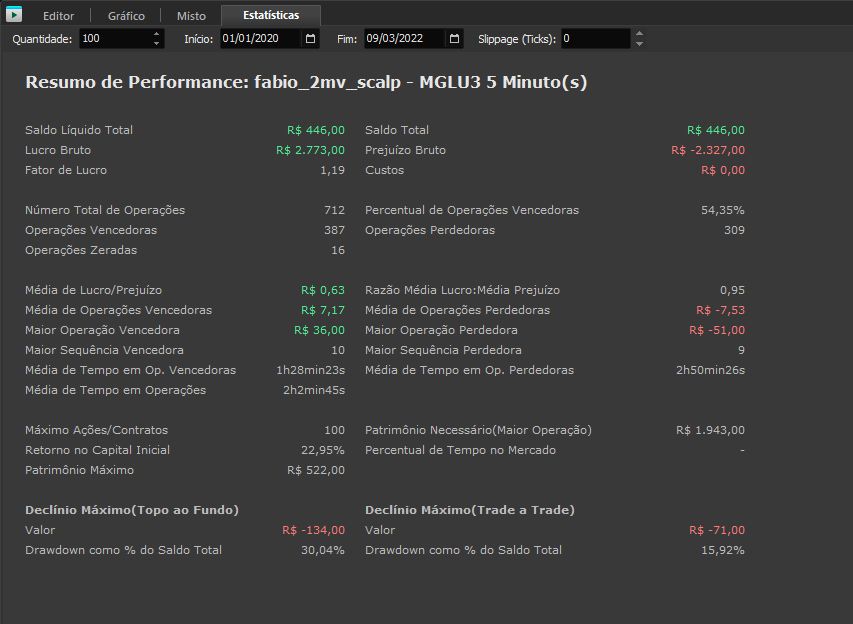 Editor Gráfico Misto Estatísticas
Quantidade: 100 Início: 01/01/2020 Fim: 09/03/2022 Slippage (Ticks): 0
Resumo de Performance: fabio_2mv_scalp - MGLU3 5 Minuto(s)
Saldo Líquido Total R$ 446,00 Saldo Total R$ 446,00
Lucro Bruto R$ 2.773,00 Prejuízo Bruto R$ -2.327,00
Fator de Lucro 1,19 Custos R$ 0,00
Número Total de Operações 712 Percentual de Operações Vencedoras 54,35%
Operações Vencedoras 387 Operações Perdedoras 309
Operações Zeradas 16
Média de Lucro/Prejuízo R$ 0,63 Razão Média Lucro:Média Prejuízo 0,95
Média de Operações Vencedoras R$ 7,17 Média de Operações Perdedoras R$ -7,53
Maior Operação Vencedora R$ 36,00 Maior Operação Perdedora R$ -51,00
Maior Sequência Vencedora 10 Maior Sequência Perdedora 9
Média de Tempo em Op. Vencedoras 1h28min23s Média de Tempo em Op. Perdedoras 2h50min26s
Média de Tempo em Operações 2h2min45s
Máximo Ações/Contratos 100 Patrimônio Necessário(Maior Operação) R$ 1.943,00
Retorno no Capital Inicial 22,95% Percentual de Tempo no Mercado -
Patrimônio Máximo R$ 522,00
Declínio Máximo(Topo ao Fundo) Declínio Máximo(Trade a Trade)
Valor R$ -134,00 Valor R$ -71,00
Drawdown como % do Saldo Total 30,04% Drawdown como % do Saldo Total 15,92%